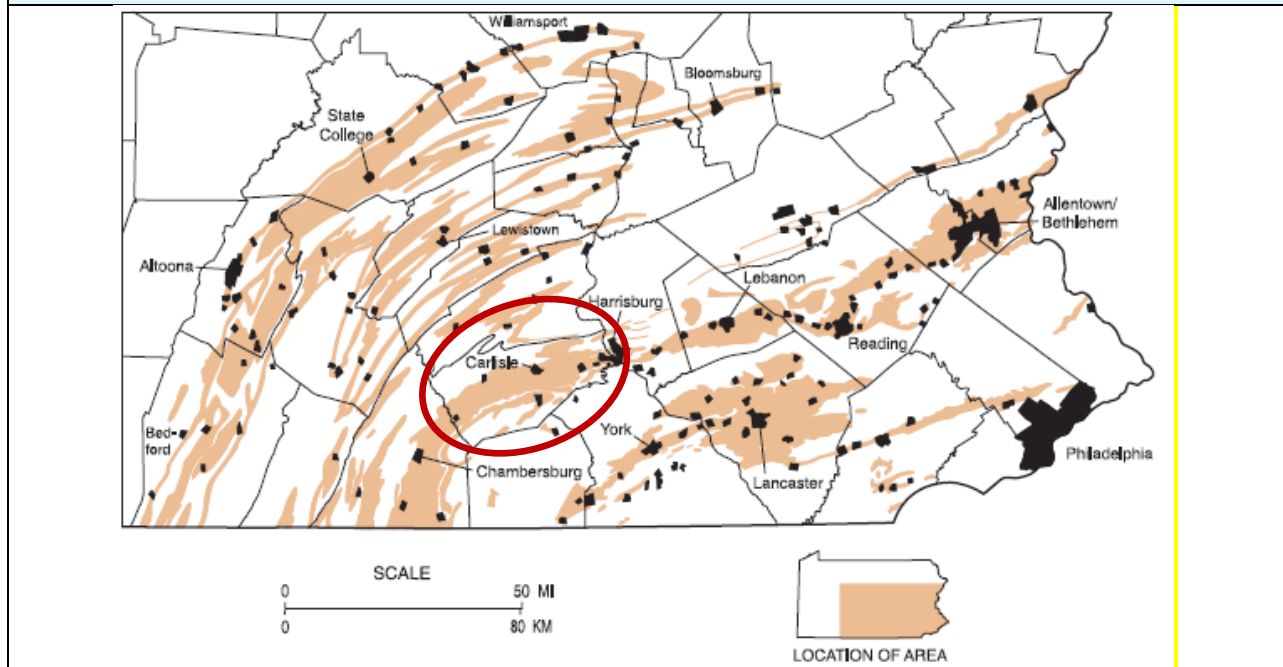 Williamsport
Bloomsburg
State
College
Allentown/
Bethlehem
Lewistown
Altoona
Lebanon
Harrisburg
Reading
Carlisle
York
Bed-
ford
Philadelphia
Chambersburg
Lancaster
SCALE
0 50 MI
0 80 KM
LOCATION OF AREA